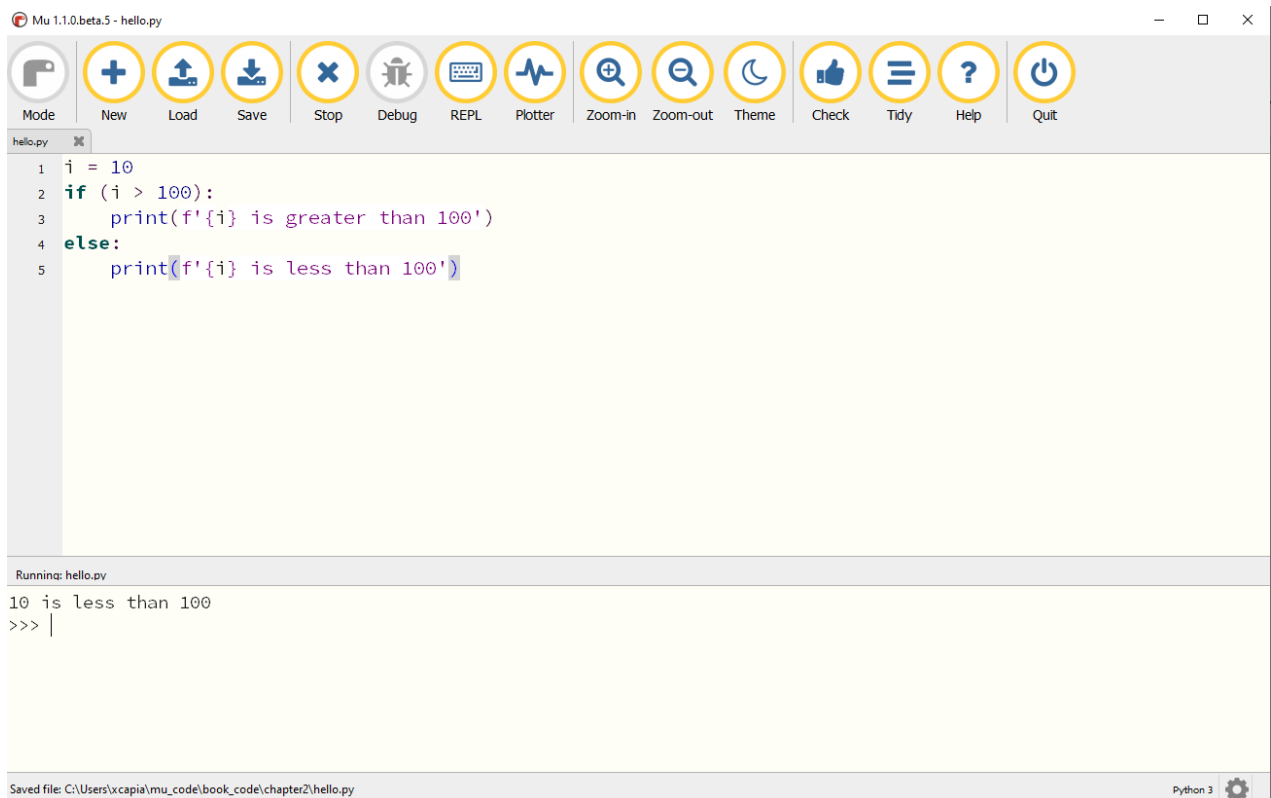 Mu 1.1.0.beta.5 - hello.py
Mode New Load Save Stop Debug REPL Plotter Zoom-in Zoom-out Theme Check Tidy Help Quit
hello.py
1 i = 10
2 if (i > 100):
3     print(f'{i} is greater than 100')
4 else:
5     print(f'{i} is less than 100')
Running: hello.py
10 is less than 100
>>>
Saved file: C:\Users\xcapia\mu_code\book_code\chapter2\hello.py Python 3